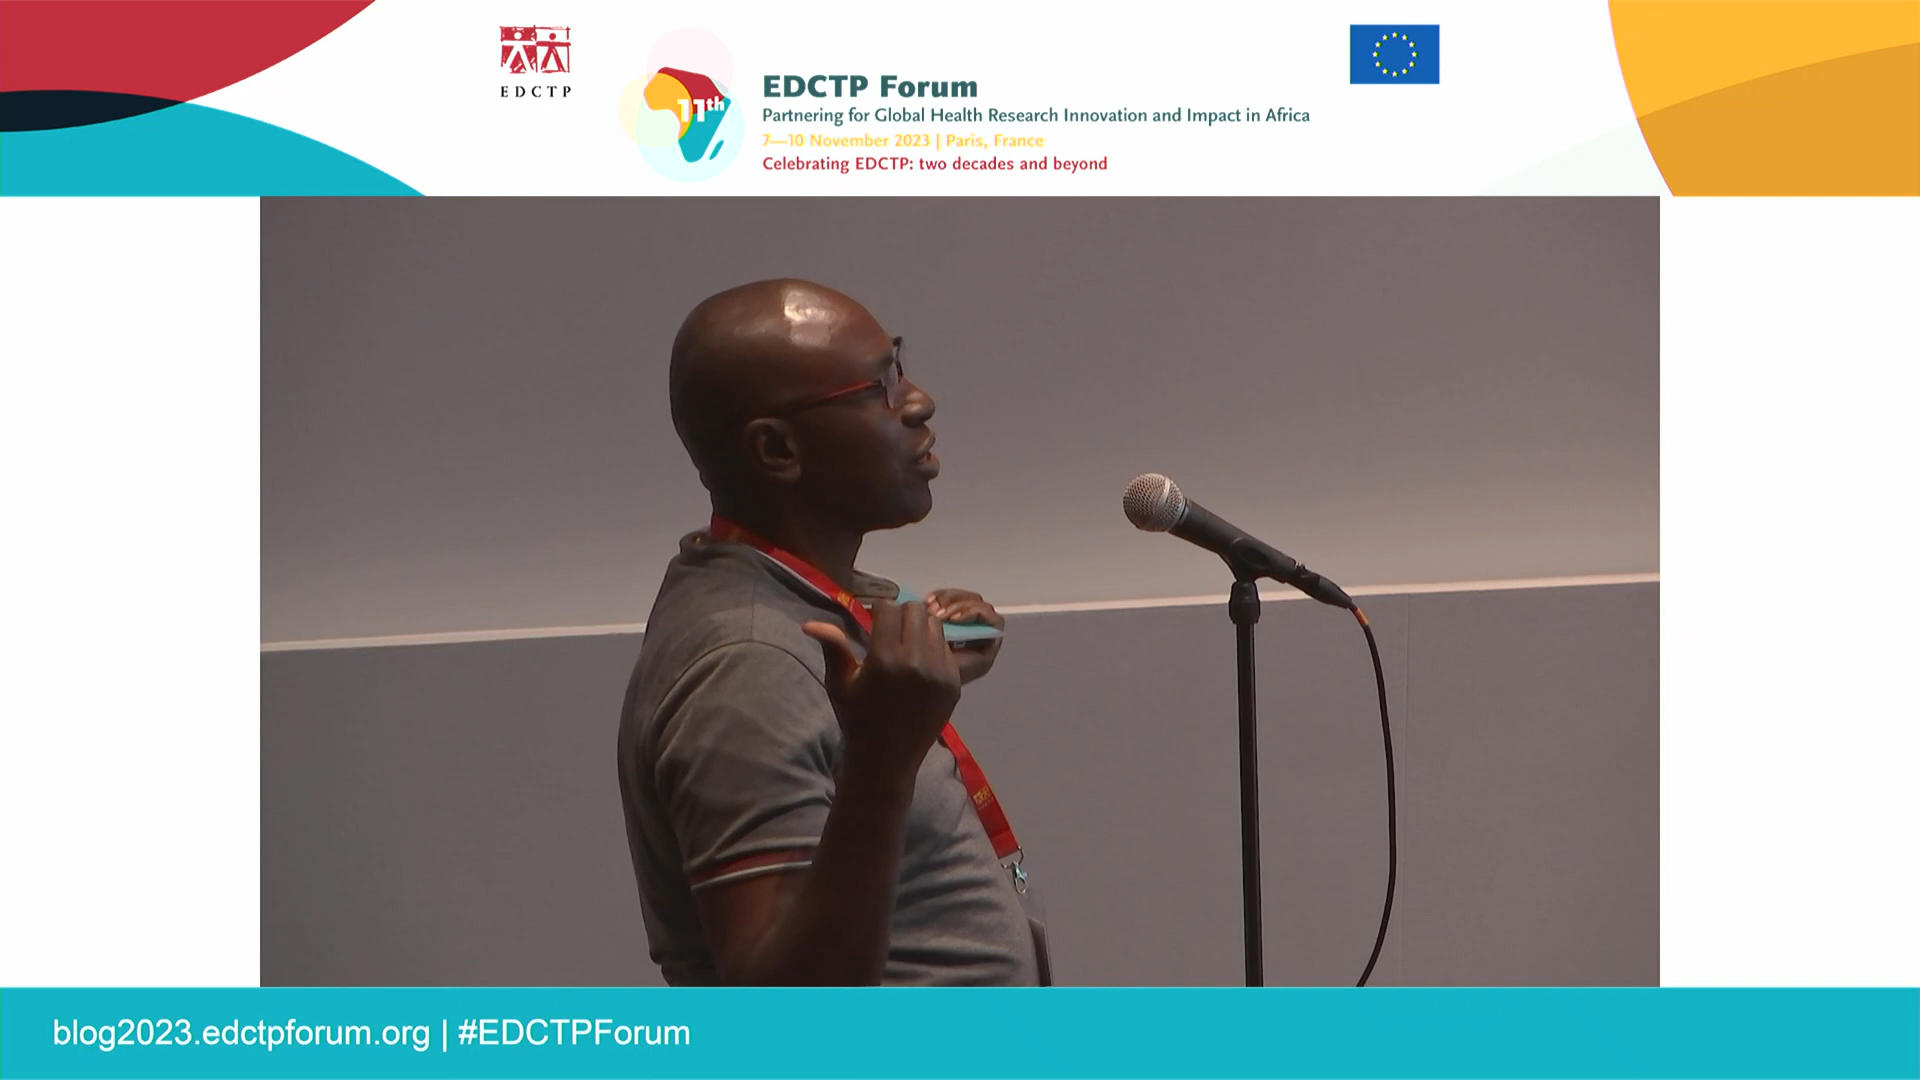 EDCTP
11th
EDCTP Forum
Partnering for Global Health Research Innovation and Impact in Africa
7—10 November 2023 | Paris, France
Celebrating EDCTP: two decades and beyond
blog2023.edctpforum.org | #EDCTPForum